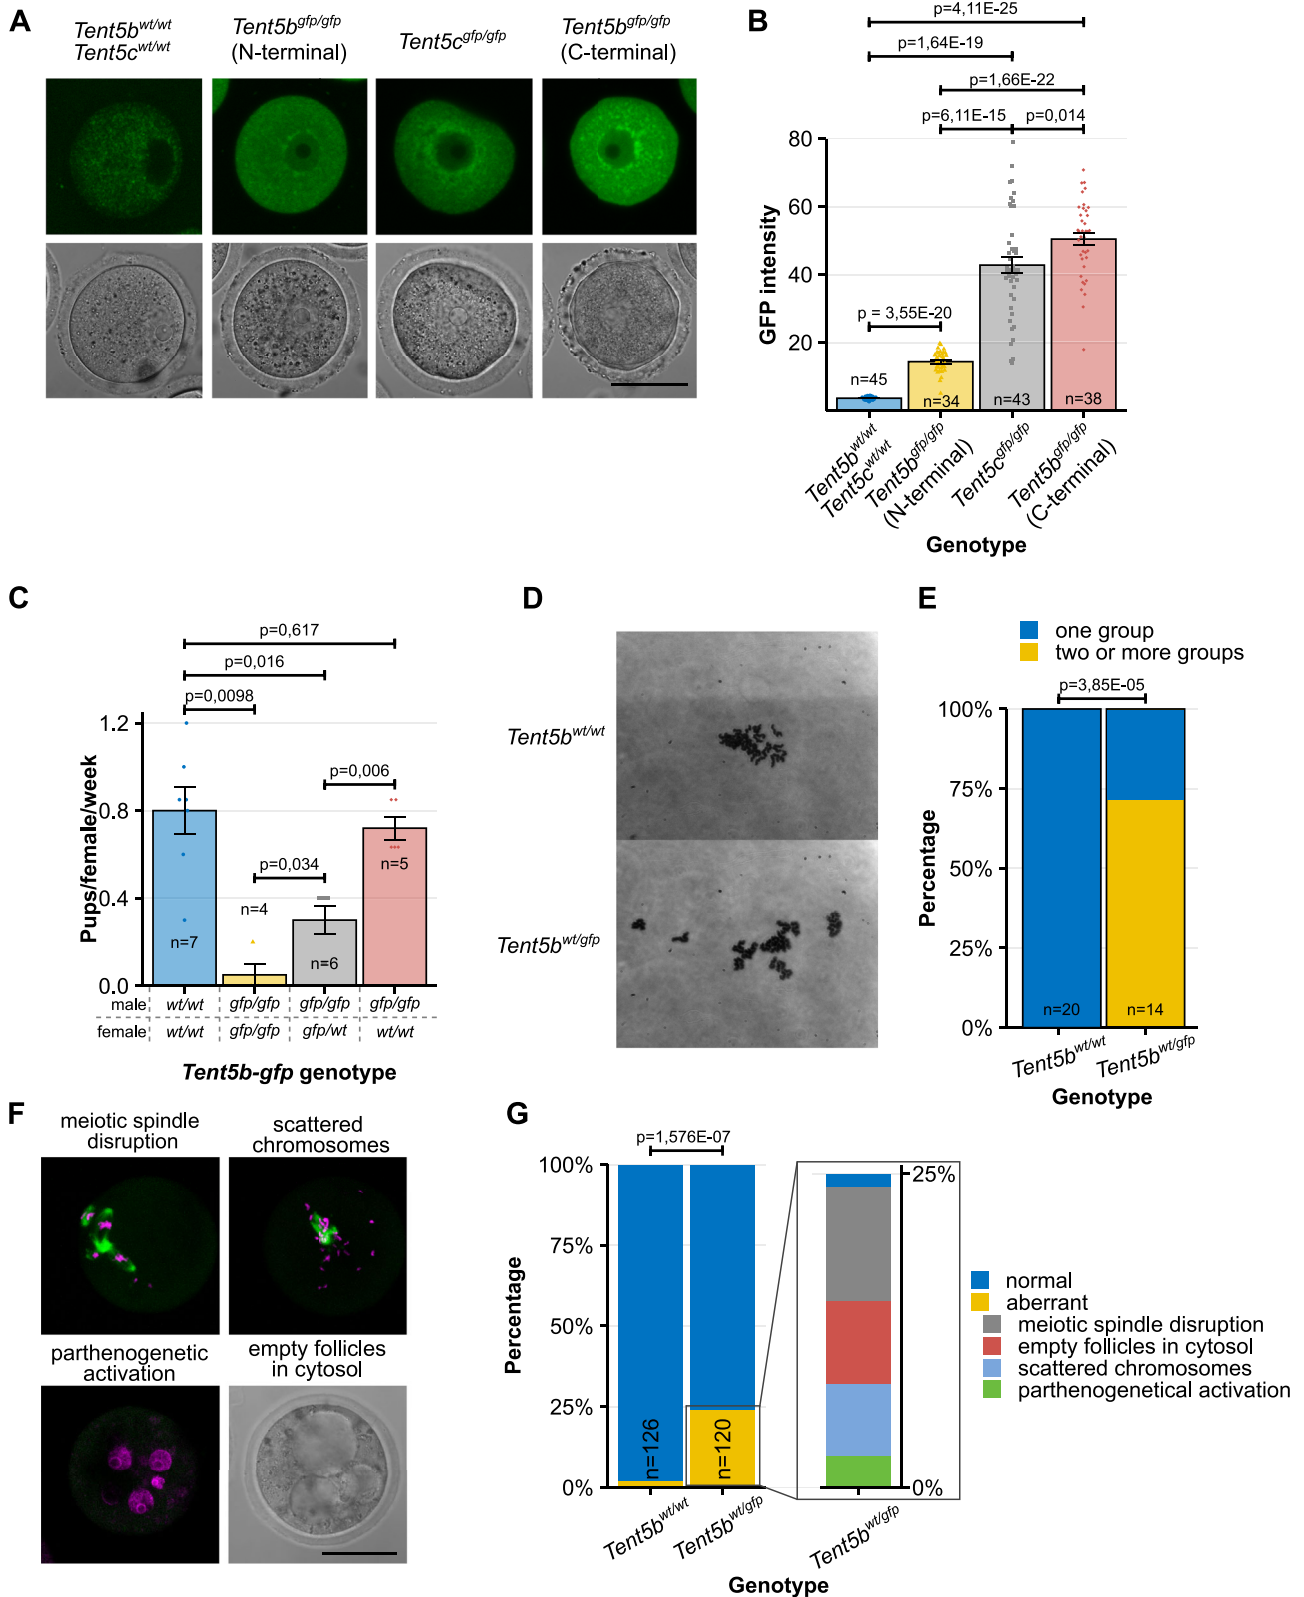 A
Tent5b^wt/wt
Tent5c^wt/wt
Tent5b^gfp/gfp
(N-terminal)
Tent5c^gfp/gfp
Tent5b^gfp/gfp
(C-terminal)
B
p=4,11E-25
p=1,64E-19
p=1,66E-22
p=6,11E-15
p=0,014
80
60
40
20
GFP intensity
p = 3,55E-20
n=45
n=34
n=43
n=38
Tent5b^wt/wt
Tent5c^wt/wt
Tent5b^gfp/gfp
(N-terminal)
Tent5c^gfp/gfp
Tent5b^gfp/gfp
(C-terminal)
Genotype
C
p=0,617
p=0,016
p=0,0098
p=0,006
p=0,034
1.2
0.8
0.4
0.0
Pups/female/week
n=7
n=4
n=6
n=5
male wt/wt gfp/gfp gfp/gfp gfp/gfp
female wt/wt gfp/gfp gfp/wt wt/wt
Tent5b-gfp genotype
D
Tent5b^wt/wt
Tent5b^wt/gfp
E
one group
two or more groups
p=3,85E-05
100%
75%
50%
25%
0%
Percentage
n=20
n=14
Tent5b^wt/wt
Tent5b^wt/gfp
Genotype
F
meiotic spindle
disruption
scattered
chromosomes
parthenogenetic
activation
empty follicles
in cytosol
G
p=1,576E-07
100%
75%
50%
25%
0%
Percentage
n=126
n=120
Tent5b^wt/wt
Tent5b^wt/gfp
25%
0%
Tent5b^wt/gfp
Genotype
normal
aberrant
meiotic spindle disruption
empty follicles in cytosol
scattered chromosomes
parthenogenetical activation